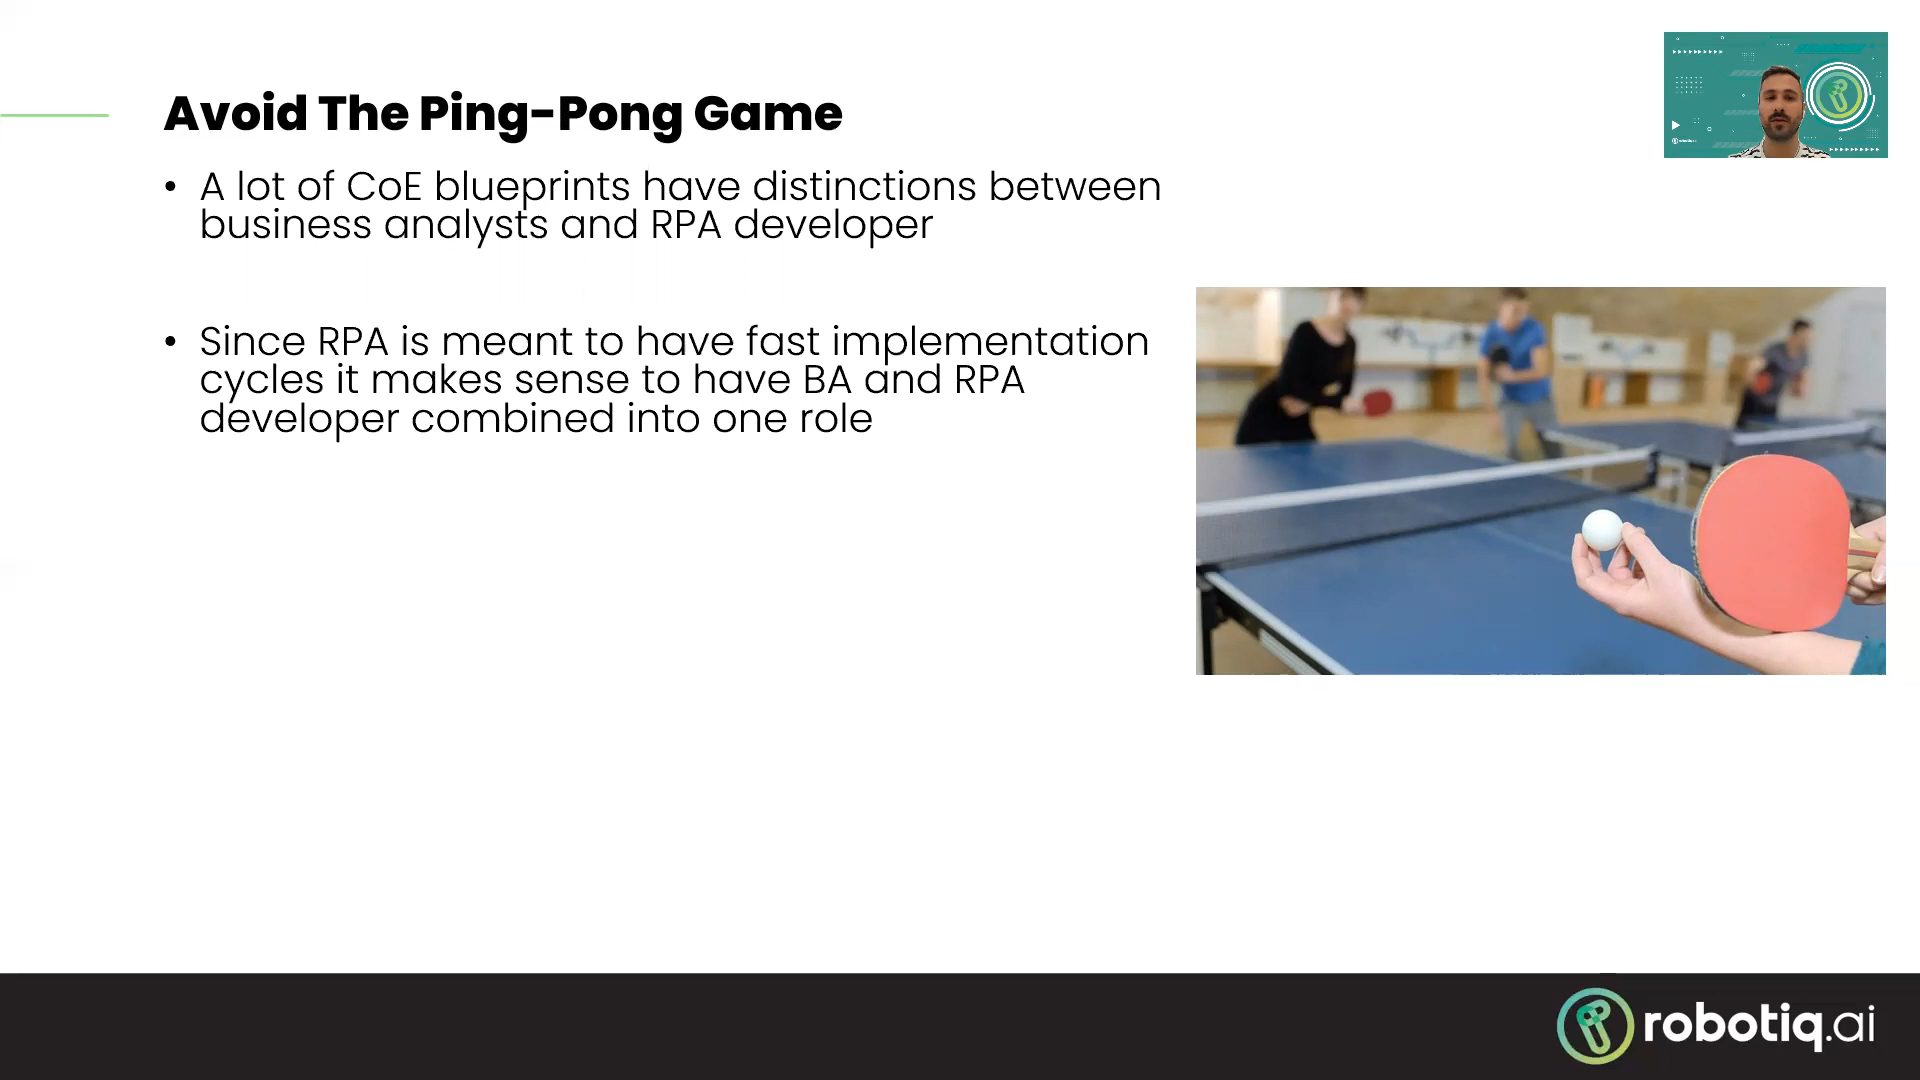 Avoid The Ping-Pong Game
• A lot of CoE blueprints have distinctions between
business analysts and RPA developer
• Since RPA is meant to have fast implementation
cycles it makes sense to have BA and RPA
developer combined into one role
robotiq.ai